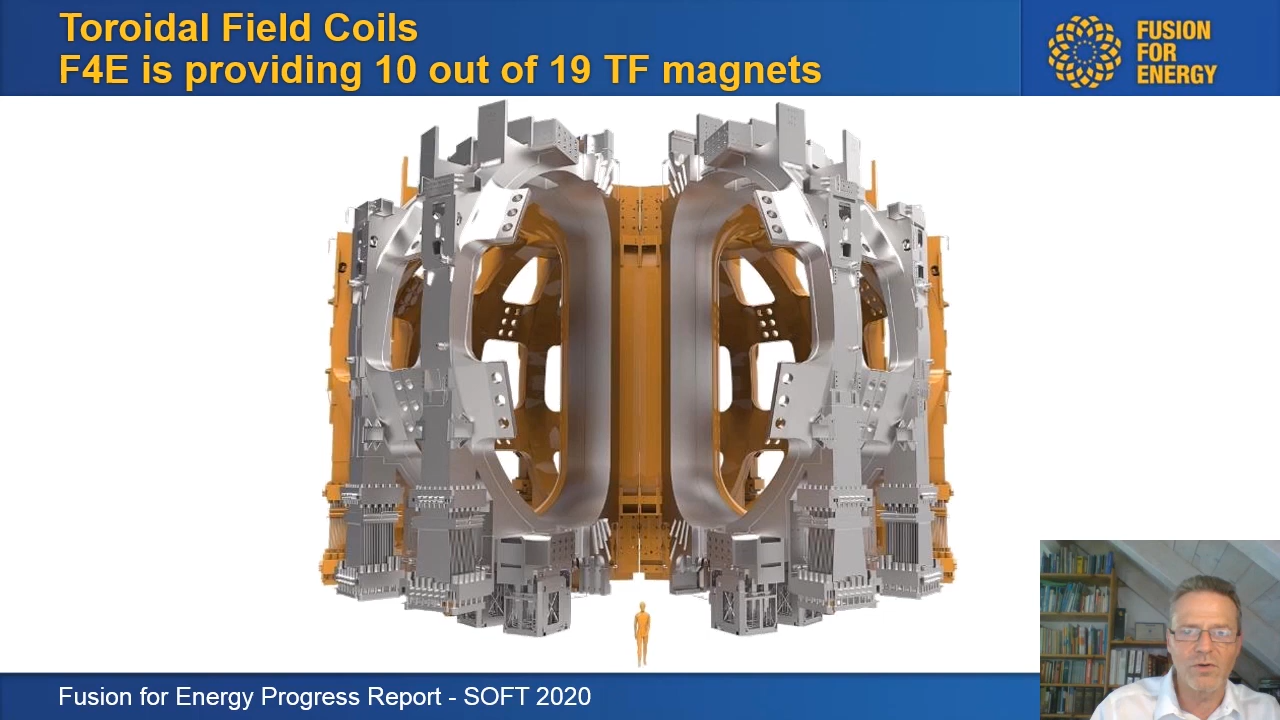 Toroidal Field Coils
F4E is providing 10 out of 19 TF magnets
FUSION
FOR
ENERGY
Fusion for Energy Progress Report - SOFT 2020